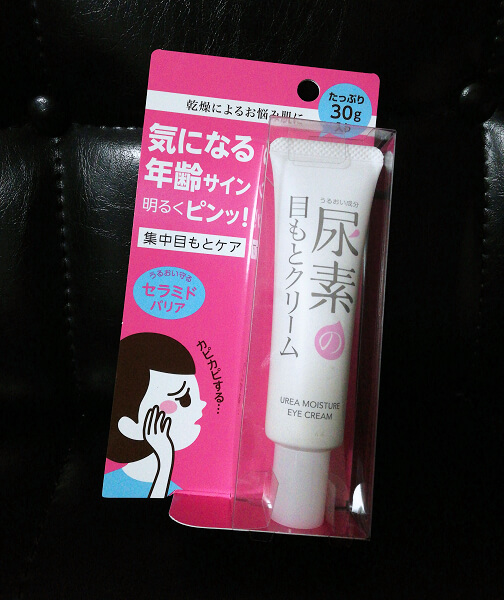 乾燥によるお悩み肌に
たっぷり
30g
入り
気になる
年齢サイン
明るくピンッ!
集中目もとケア
うるおい守る
セラミド
バリア
カピカピする…
うるおい成分
尿素の
目もとクリーム
UREA MOISTURE
EYE CREAM